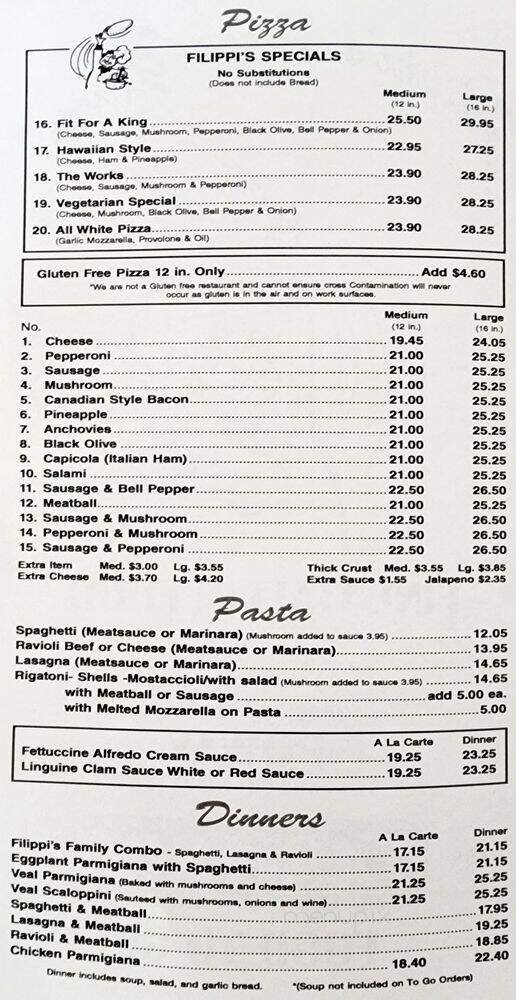 Pizza
FILIPPI'S SPECIALS
No Substitutions
(Does not include Bread)
Medium Large
(12 in.) (16 in.)
16. Fit For A King 25.50 29.95
(Cheese, Sausage, Mushroom, Pepperoni, Black Olive, Bell Pepper & Onion)
17. Hawaiian Style 22.95 27.25
(Cheese, Ham & Pineapple)
18. The Works 23.90 28.25
(Cheese, Sausage, Mushroom & Pepperoni)
19. Vegetarian Special 23.90 28.25
(Cheese, Mushroom, Black Olive, Bell Pepper & Onion)
20. All White Pizza 23.90 28.25
(Garlic Mozzarella, Provolone & Oil)
Gluten Free Pizza 12 in. Only Add $4.60
"We are not a Gluten free restaurant and cannot ensure cross Contamination will never
occur as gluten is in the air and on work surfaces.
Medium Large
No. (12 in.) (16 in.)
1. Cheese 19.45 24.05
2. Pepperoni 21.00 25.25
3. Sausage 21.00 25.25
4. Mushroom 21.00 25.25
5. Canadian Style Bacon 21.00 25.25
6. Pineapple 21.00 25.25
7. Anchovies 21.00 25.25
8. Black Olive 21.00 25.25
9. Capicola (Italian Ham) 21.00 25.25
10. Salami 21.00 25.25
11. Sausage & Bell Pepper 22.50 26.50
12. Meatball 21.00 25.25
13. Sausage & Mushroom 22.50 26.50
14. Pepperoni & Mushroom 22.50 26.50
15. Sausage & Pepperoni 22.50 26.50
Extra Item Med. $3.00 Lg. $3.55 Thick Crust Med. $3.55 Lg. $3.85
Extra Cheese Med. $3.70 Lg. $4.20 Extra Sauce $1.55 Jalapeno $2.35
Pasta
Spaghetti (Meatsauce or Marinara) (Mushroom added to sauce 3.95) 12.05
Ravioli Beef or Cheese (Meatsauce or Marinara) 13.95
Lasagna (Meatsauce or Marinara) 14.65
Rigatoni- Shells -Mostaccioli/with salad (Mushroom added to sauce 3.95) 14.65
with Meatball or Sausage add 5.00 ea.
with Melted Mozzarella on Pasta 5.00
A La Carte Dinner
Fettuccine Alfredo Cream Sauce 19.25 23.25
Linguine Clam Sauce White or Red Sauce 19.25 23.25
Dinners
A La Carte Dinner
Filippi's Family Combo - Spaghetti, Lasagna & Ravioli 17.15 21.15
Eggplant Parmigiana with Spaghetti 17.15 21.15
Veal Parmigiana (Baked with mushrooms and cheese) 21.25 25.25
Veal Scaloppini (Sauteed with mushrooms, onions and wine) 21.25 25.25
Spaghetti & Meatball 17.95
Lasagna & Meatball 19.25
Ravioli & Meatball 18.85
Chicken Parmigiana 18.40 22.40
Dinner includes soup, salad, and garlic bread. *(Soup not included on To Go Orders)